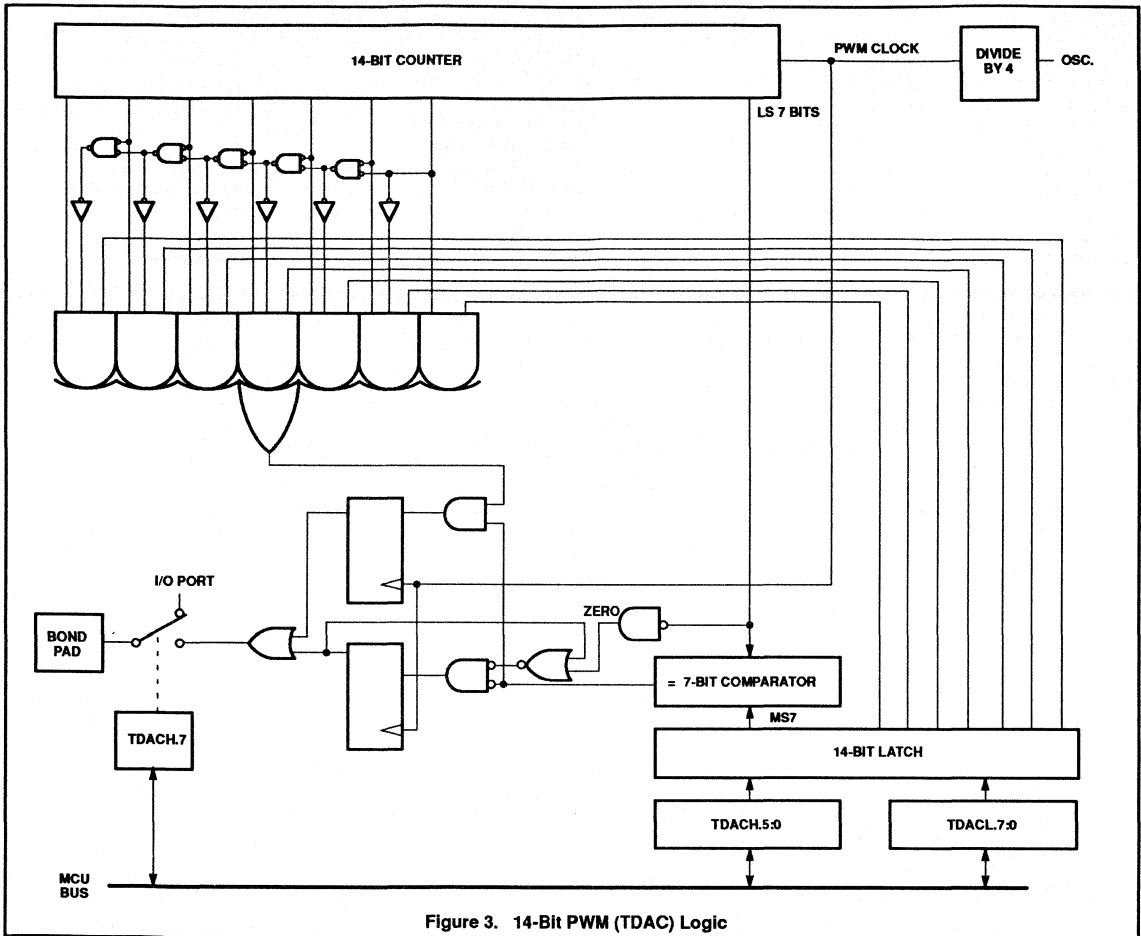 14-BIT COUNTER
PWM CLOCK
DIVIDE
BY 4
OSC.
LS 7 BITS
I/O PORT
BOND
PAD
ZERO
= 7-BIT COMPARATOR
MS7
TDACH.7
14-BIT LATCH
TDACH.5:0
TDACL.7:0
MCU
BUS
Figure 3. 14-Bit PWM (TDAC) Logic